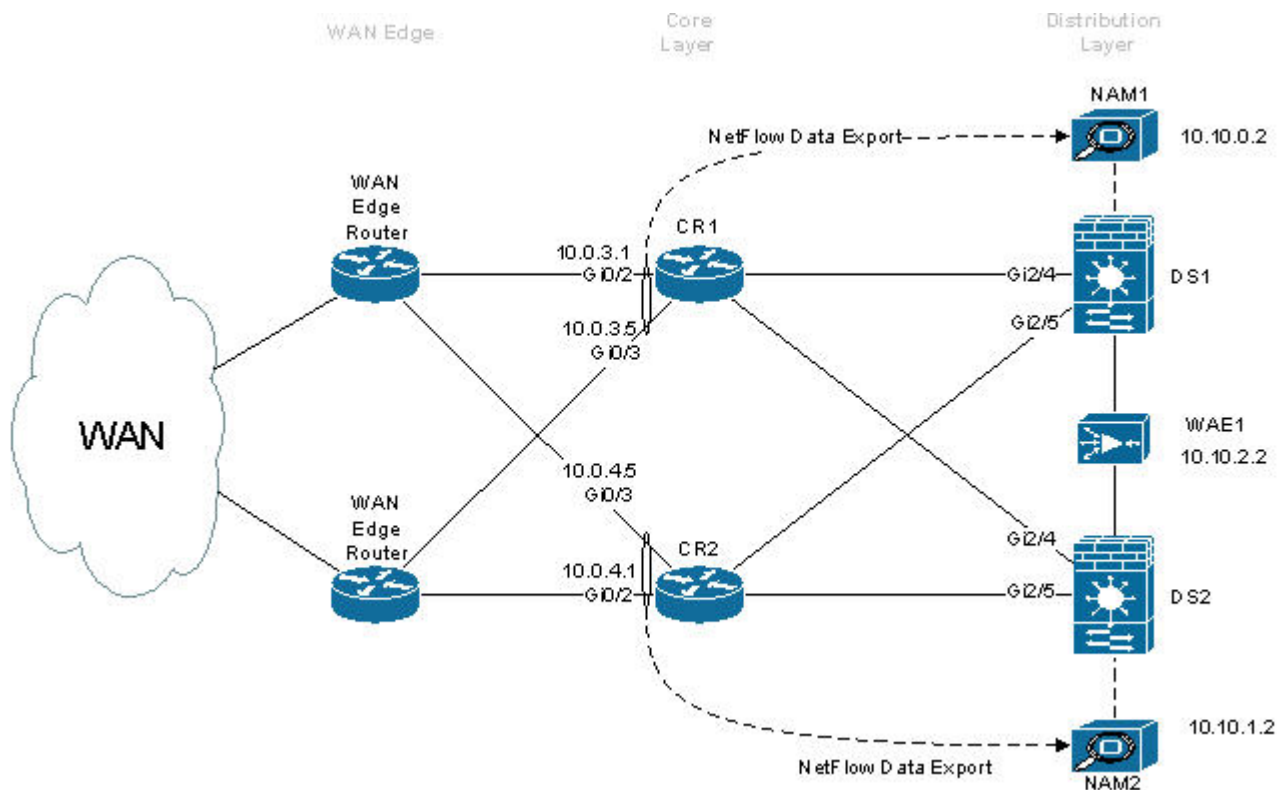 WAN Edge
Core
Layer
Distribution
Layer
NAM1
NetFlow Data Export
10.10.0.2
WAN
Edge
Router
CR1
10.0.3.1
Gi0/2
Gi2/4
DS1
10.0.3.5
Gi0/3
Gi2/5
WAN
WAE1
10.10.2.2
10.0.4.5
Gi0/3
WAN
Edge
Router
CR2
Gi2/4
10.0.4.1
Gi0/2
Gi2/5
DS2
10.10.1.2
NetFlow Data Export
NAM2